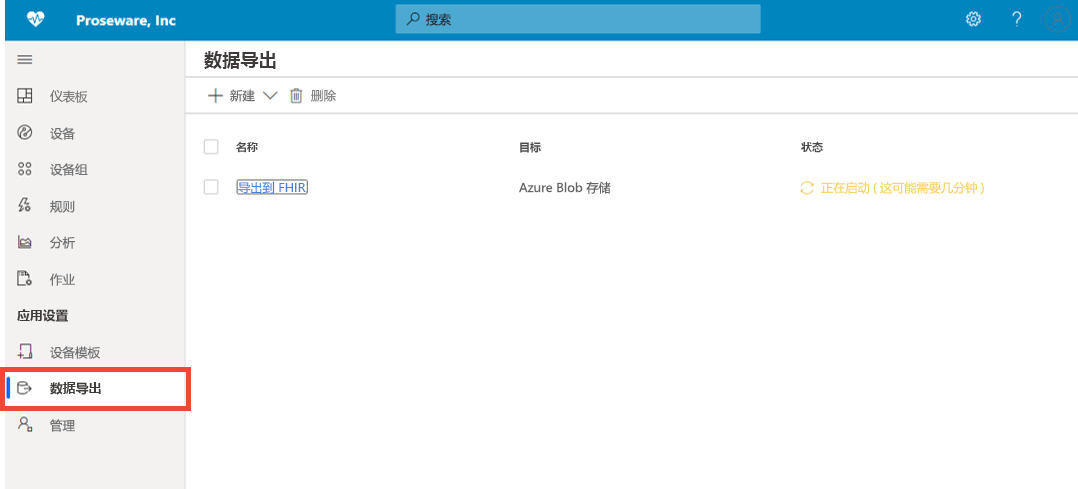 Proseware, Inc
搜索
?
仪表板
设备
设备组
规则
分析
作业
应用设置
设备模板
数据导出
管理
数据导出
新建
删除
名称 目标 状态
导出到 FHIR Azure Blob 存储 正在启动 ( 这可能需要几分钟 )